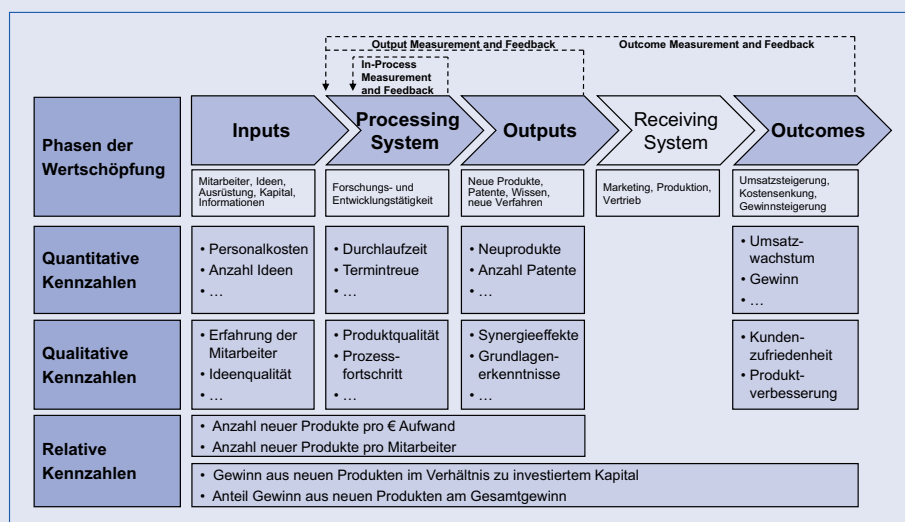 Output Measurement and Feedback
Outcome Measurement and Feedback
In-Process
Measurement
and Feedback
Phasen der
Wertschöpfung
Inputs
Processing
System
Outputs
Receiving
System
Outcomes
Mitarbeiter, Ideen,
Ausrüstung, Kapital,
Informationen
Forschungs- und
Entwicklungstätigkeit
Neue Produkte,
Patente, Wissen,
neue Verfahren
Marketing, Produktion,
Vertrieb
Umsatzsteigerung,
Kostensenkung,
Gewinnsteigerung
Quantitative
Kennzahlen
• Personalkosten
• Anzahl Ideen
• …
• Durchlaufzeit
• Termintreue
• …
• Neuprodukte
• Anzahl Patente
• …
• Umsatz-
wachstum
• Gewinn
• …
Qualitative
Kennzahlen
• Erfahrung der
Mitarbeiter
• Ideenqualität
• …
• Produktqualität
• Prozess-
fortschritt
• …
• Synergieeffekte
• Grundlagen-
erkenntnisse
• …
• Kunden-
zufriedenheit
• Produkt-
verbesserung
Relative
Kennzahlen
• Anzahl neuer Produkte pro € Aufwand
• Anzahl neuer Produkte pro Mitarbeiter
• Gewinn aus neuen Produkten im Verhältnis zu investiertem Kapital
• Anteil Gewinn aus neuen Produkten am Gesamtgewinn